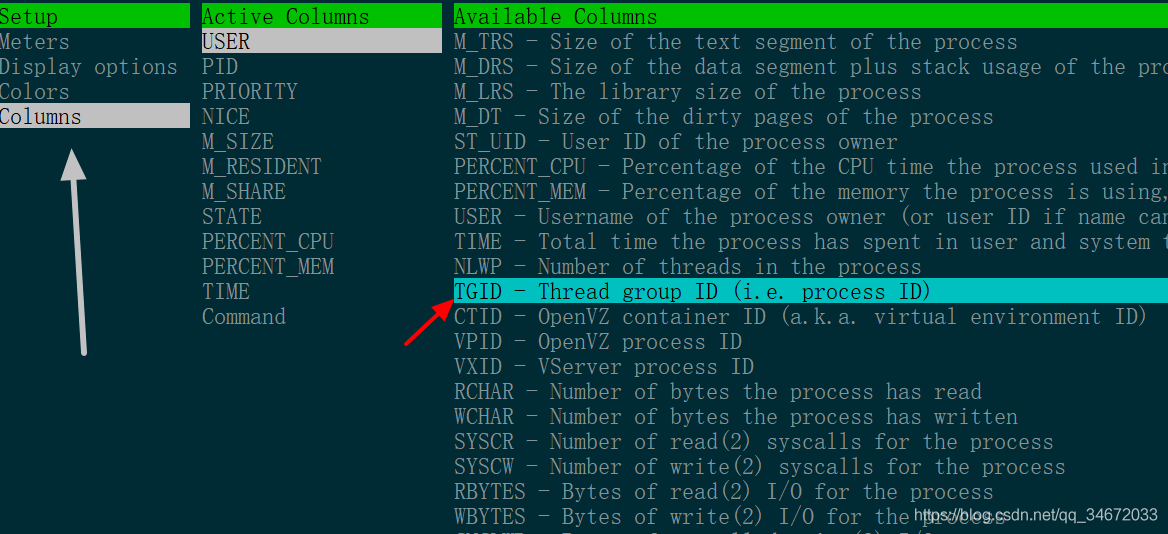 Setup Active Columns Available Columns
Meters USER M_TRS - Size of the text segment of the process
Display options PID M_DRS - Size of the data segment plus stack usage of the pro
Colors PRIORITY M_LRS - The library size of the process
Columns NICE M_DT - Size of the dirty pages of the process
M_SIZE ST_UID - User ID of the process owner
M_RESIDENT PERCENT_CPU - Percentage of the CPU time the process used in
M_SHARE PERCENT_MEM - Percentage of the memory the process is using,
STATE USER - Username of the process owner (or user ID if name can
PERCENT_CPU TIME - Total time the process has spent in user and system t
PERCENT_MEM NLWP - Number of threads in the process
TIME TGID - Thread group ID (i.e. process ID)
Command CTID - OpenVZ container ID (a.k.a. virtual environment ID)
VPID - OpenVZ process ID
VXID - VServer process ID
RCHAR - Number of bytes the process has read
WCHAR - Number of bytes the process has written
SYSCR - Number of read(2) syscalls for the process
SYSCW - Number of write(2) syscalls for the process
RBYTES - Bytes of read(2) I/O for the process
WBYTES - Bytes of write(2) I/O for the process
https://blog.csdn.net/qq_34672033